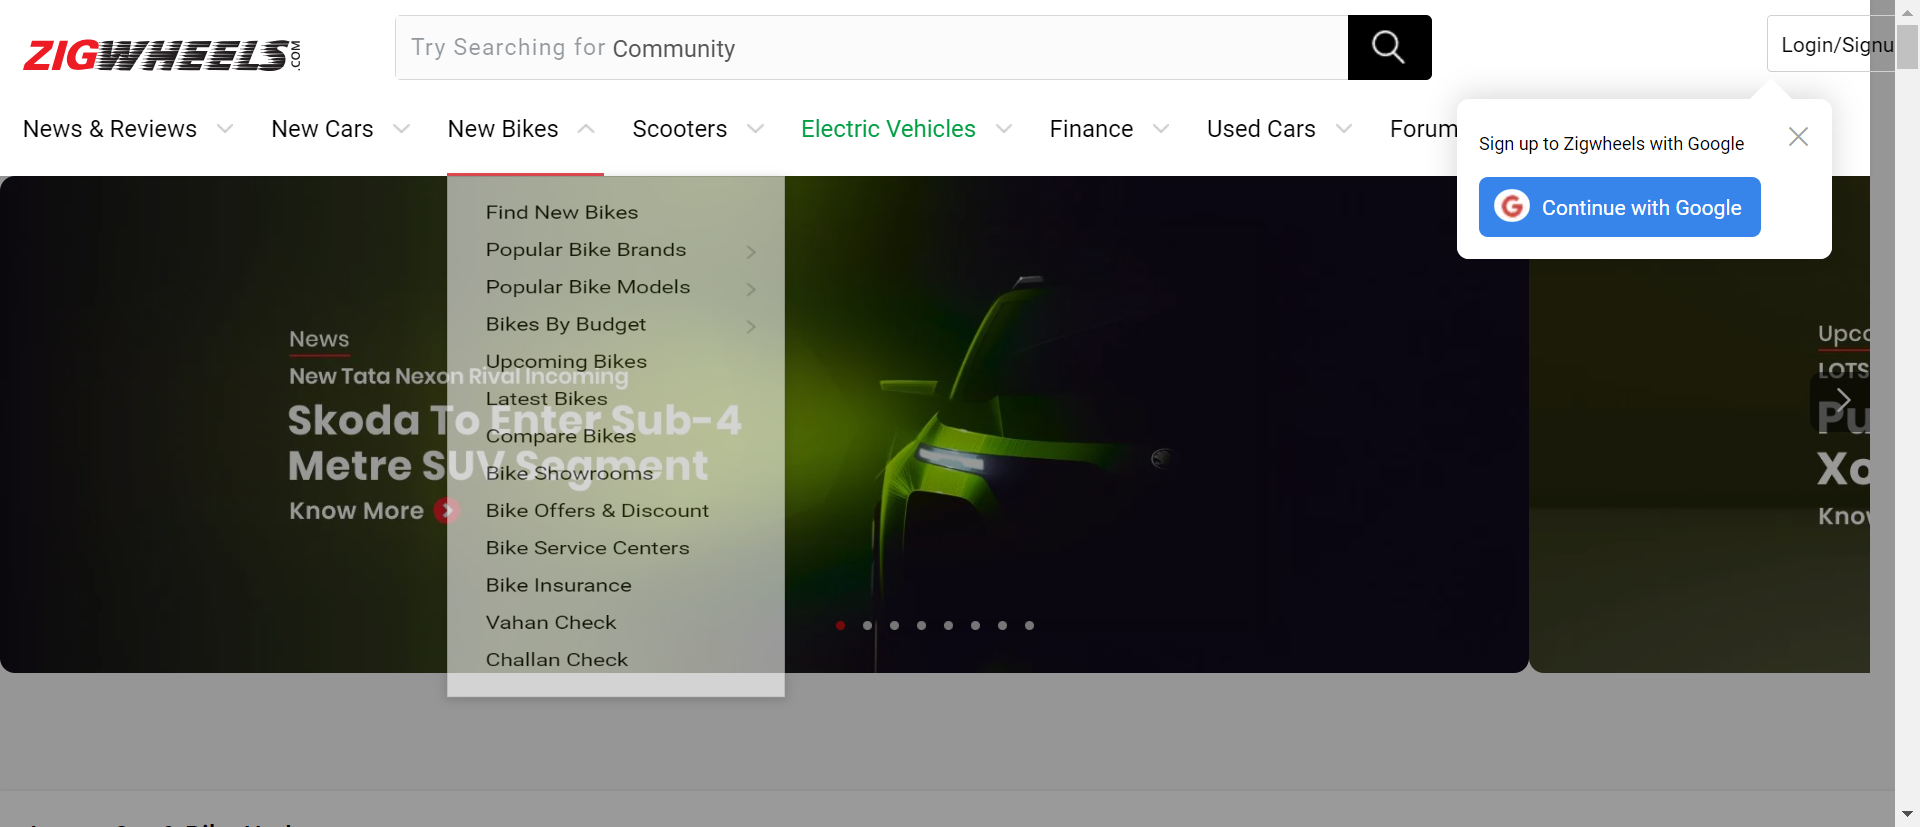 ZIGWHEELS.COM
Try Searching for Community
Login/Signu
News & Reviews
New Cars
New Bikes
Scooters
Electric Vehicles
Finance
Used Cars
Forum
Sign up to Zigwheels with Google
Continue with Google
Find New Bikes
Popular Bike Brands
Popular Bike Models
Bikes By Budget
Upcoming Bikes
Latest Bikes
Compare Bikes
Bike Showrooms
Bike Offers & Discount
Bike Service Centers
Bike Insurance
Vahan Check
Challan Check
News
New Tata Nexon Rival Incoming
Skoda To Enter Sub-4
Metre SUV Segment
Know More
Upco
LOTS
Pu
Xo
Know